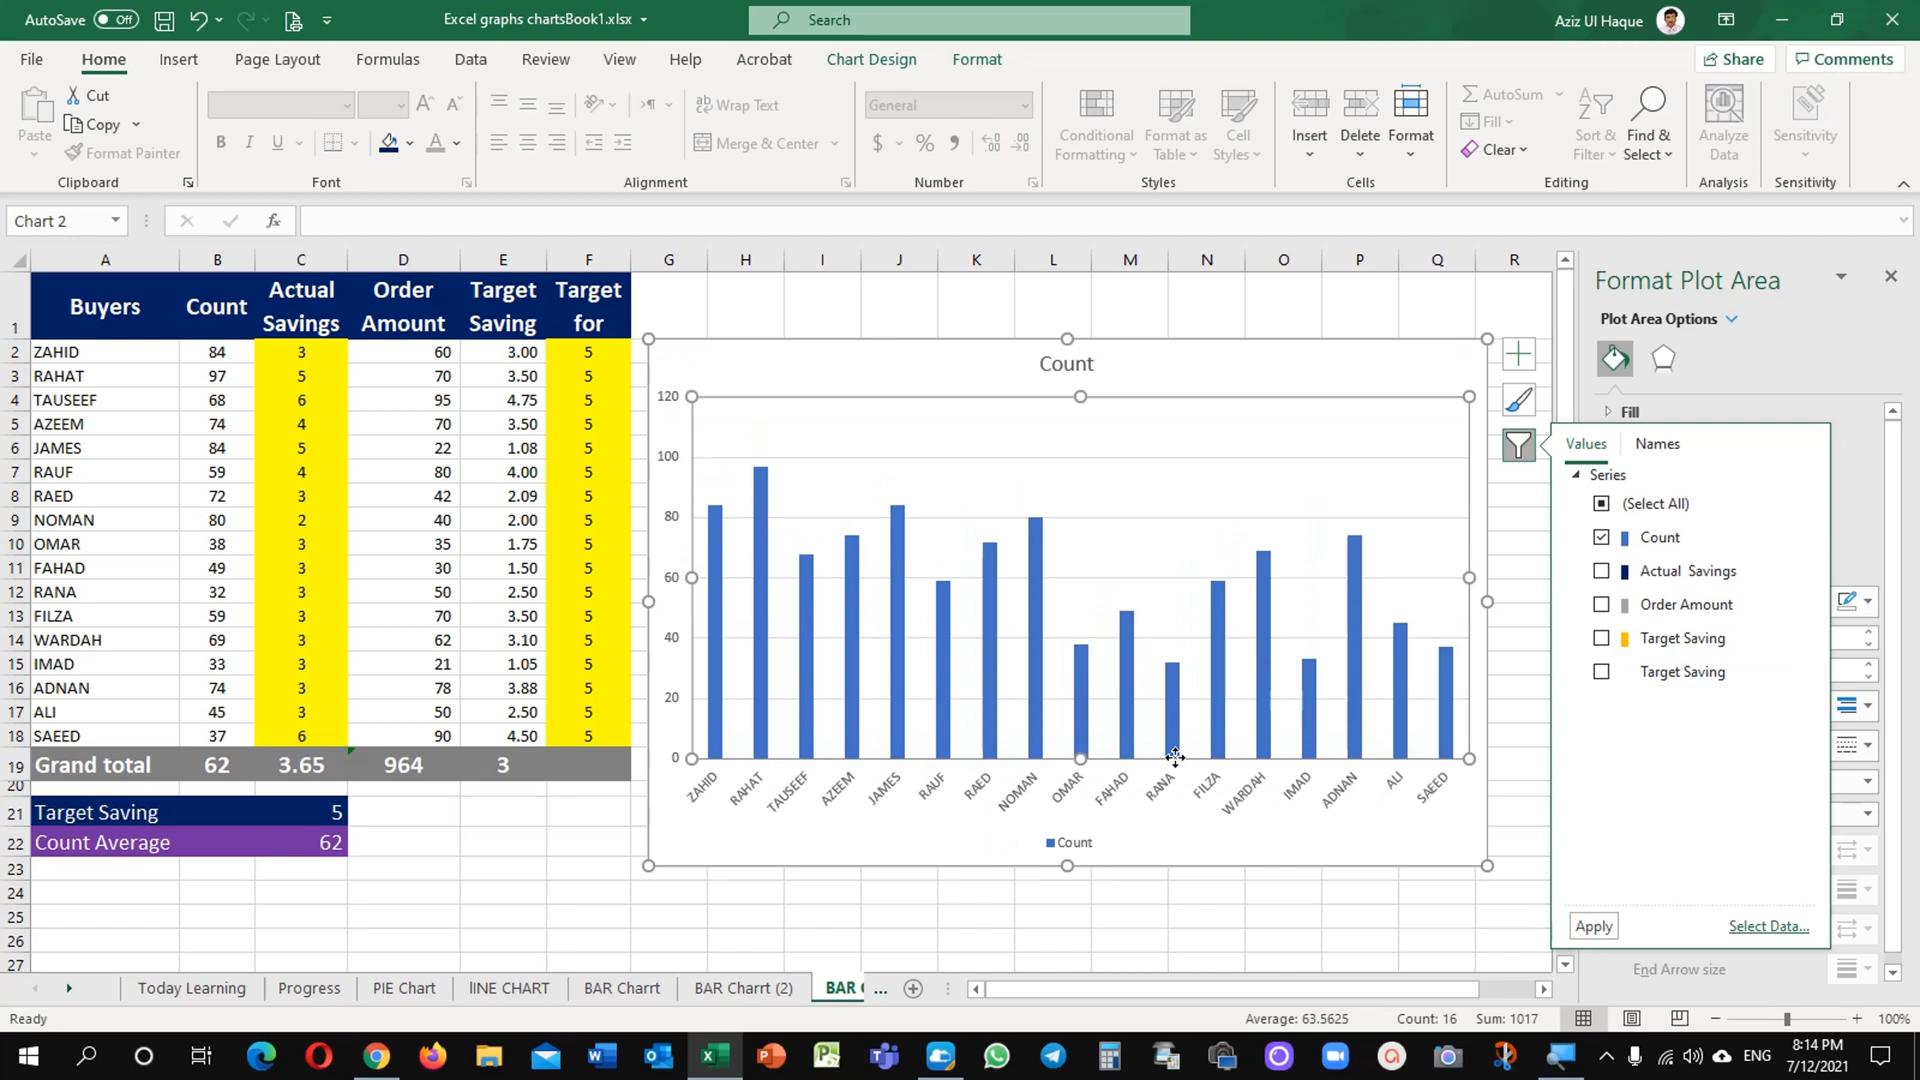 AutoSave Off Excel graphs chartsBook1.xlsx Search Aziz Ul Haque
File Home Insert Page Layout Formulas Data Review View Help Acrobat Chart Design Format Share Comments
Cut Wrap Text General AutoSum
Copy Fill
Paste Format Painter B I U A Merge & Center $ % Conditional Formatting Format as Table Cell Styles Insert Delete Format Clear Sort & Filter Find & Select Analyze Data Sensitivity
Clipboard Font Alignment Number Styles Cells Editing Analysis Sensitivity
Chart 2 fx
A B C D E F G H I J K L M N O P Q R
1 Buyers Count Actual Savings Order Amount Target Saving Target for
2 ZAHID 84 3 60 3.00 5
3 RAHAT 97 5 70 3.50 5
4 TAUSEEF 68 6 95 4.75 5
5 AZEEM 74 4 70 3.50 5
6 JAMES 84 5 22 1.08 5
7 RAUF 59 4 80 4.00 5
8 RAED 72 3 42 2.09 5
9 NOMAN 80 2 40 2.00 5
10 OMAR 38 3 35 1.75 5
11 FAHAD 49 3 30 1.50 5
12 RANA 32 3 50 2.50 5
13 FILZA 59 3 70 3.50 5
14 WARDAH 69 3 62 3.10 5
15 IMAD 33 3 21 1.05 5
16 ADNAN 74 3 78 3.88 5
17 ALI 45 3 50 2.50 5
18 SAEED 37 6 90 4.50 5
19 Grand total 62 3.65 964 3
20
21 Target Saving 5
22 Count Average 62
23
24
25
26
27
Count
120
100
80
60
40
20
0
ZAHID RAHAT TAUSEEF AZEEM JAMES RAUF RAED NOMAN OMAR FAHAD RANA FILZA WARDAH IMAD ADNAN ALI SAEED
Count
Format Plot Area
Plot Area Options
Fill
Values Names
Series
(Select All)
Count
Actual Savings
Order Amount
Target Saving
Target Saving
Apply Select Data...
End Arrow size
Today Learning Progress PIE Chart lINE CHART BAR Charrt BAR Charrt (2) BAR ...
Ready Average: 63.5625 Count: 16 Sum: 1017 100%
ENG 8:14 PM
7/12/2021